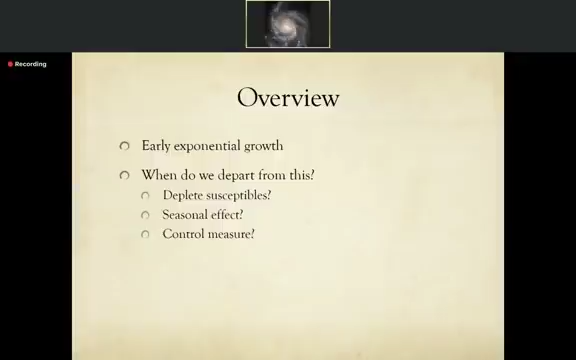 Recording
Overview
Early exponential growth
When do we depart from this?
Deplete susceptibles?
Seasonal effect?
Control measure?